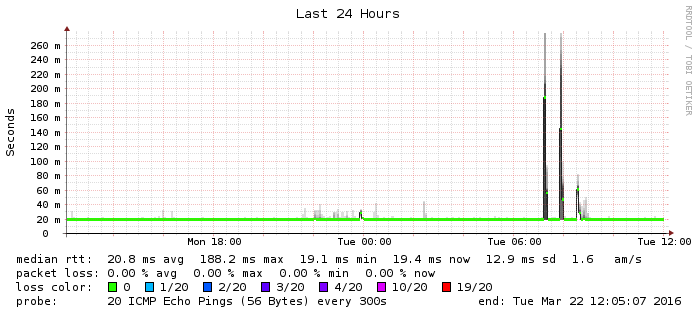 Last 24 Hours
RRDTOOL / TOBI OETIKER
Seconds
260 m
240 m
220 m
200 m
180 m
160 m
140 m
120 m
100 m
80 m
60 m
40 m
20 m
0
Mon 18:00 Tue 00:00 Tue 06:00 Tue 12:00
median rtt: 20.8 ms avg 188.2 ms max 19.1 ms min 19.4 ms now 12.9 ms sd 1.6 am/s
packet loss: 0.00 % avg 0.00 % max 0.00 % min 0.00 % now
loss color: 0 1/20 2/20 3/20 4/20 10/20 19/20
probe: 20 ICMP Echo Pings (56 Bytes) every 300s end: Tue Mar 22 12:05:07 2016